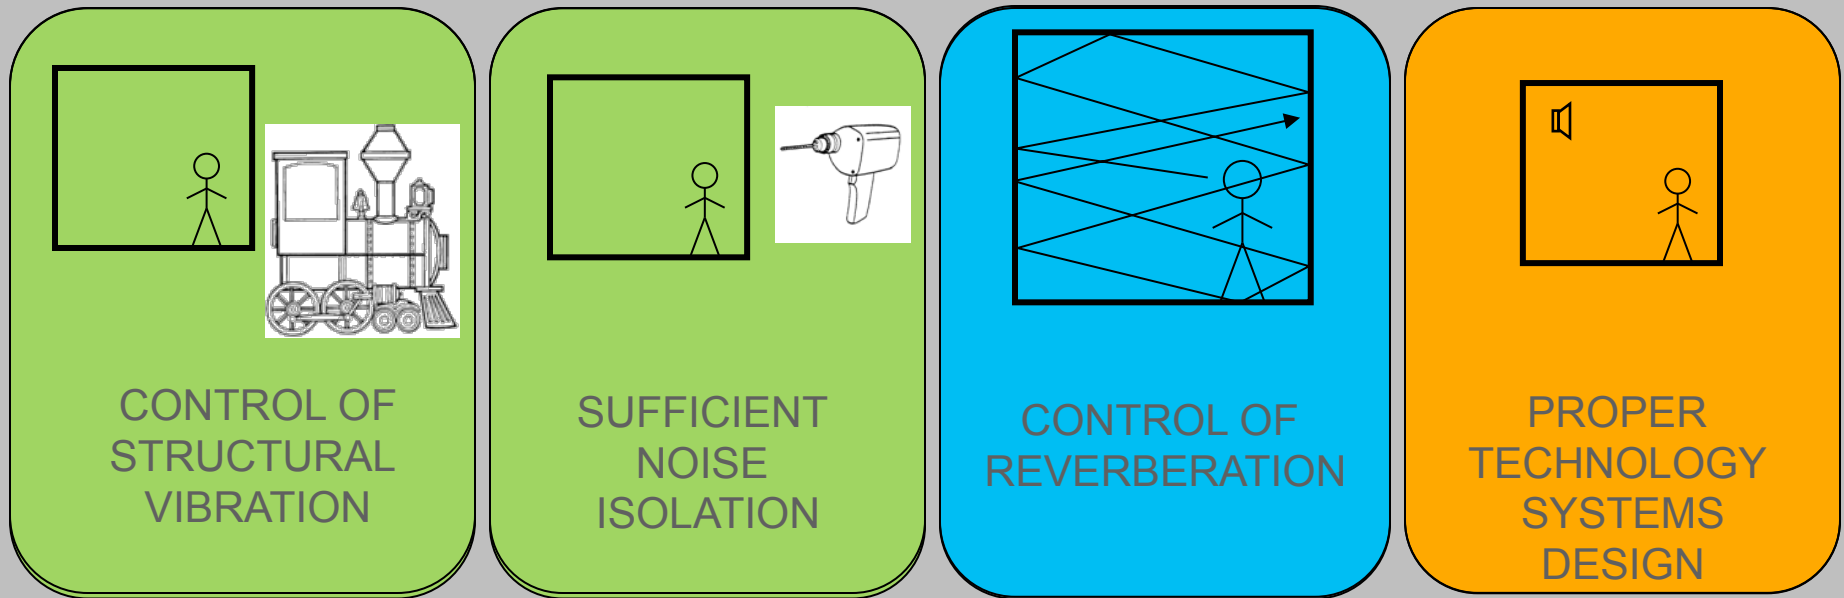 CONTROL OF
STRUCTURAL
VIBRATION
SUFFICIENT
NOISE
ISOLATION
CONTROL OF
REVERBERATION
PROPER
TECHNOLOGY
SYSTEMS
DESIGN